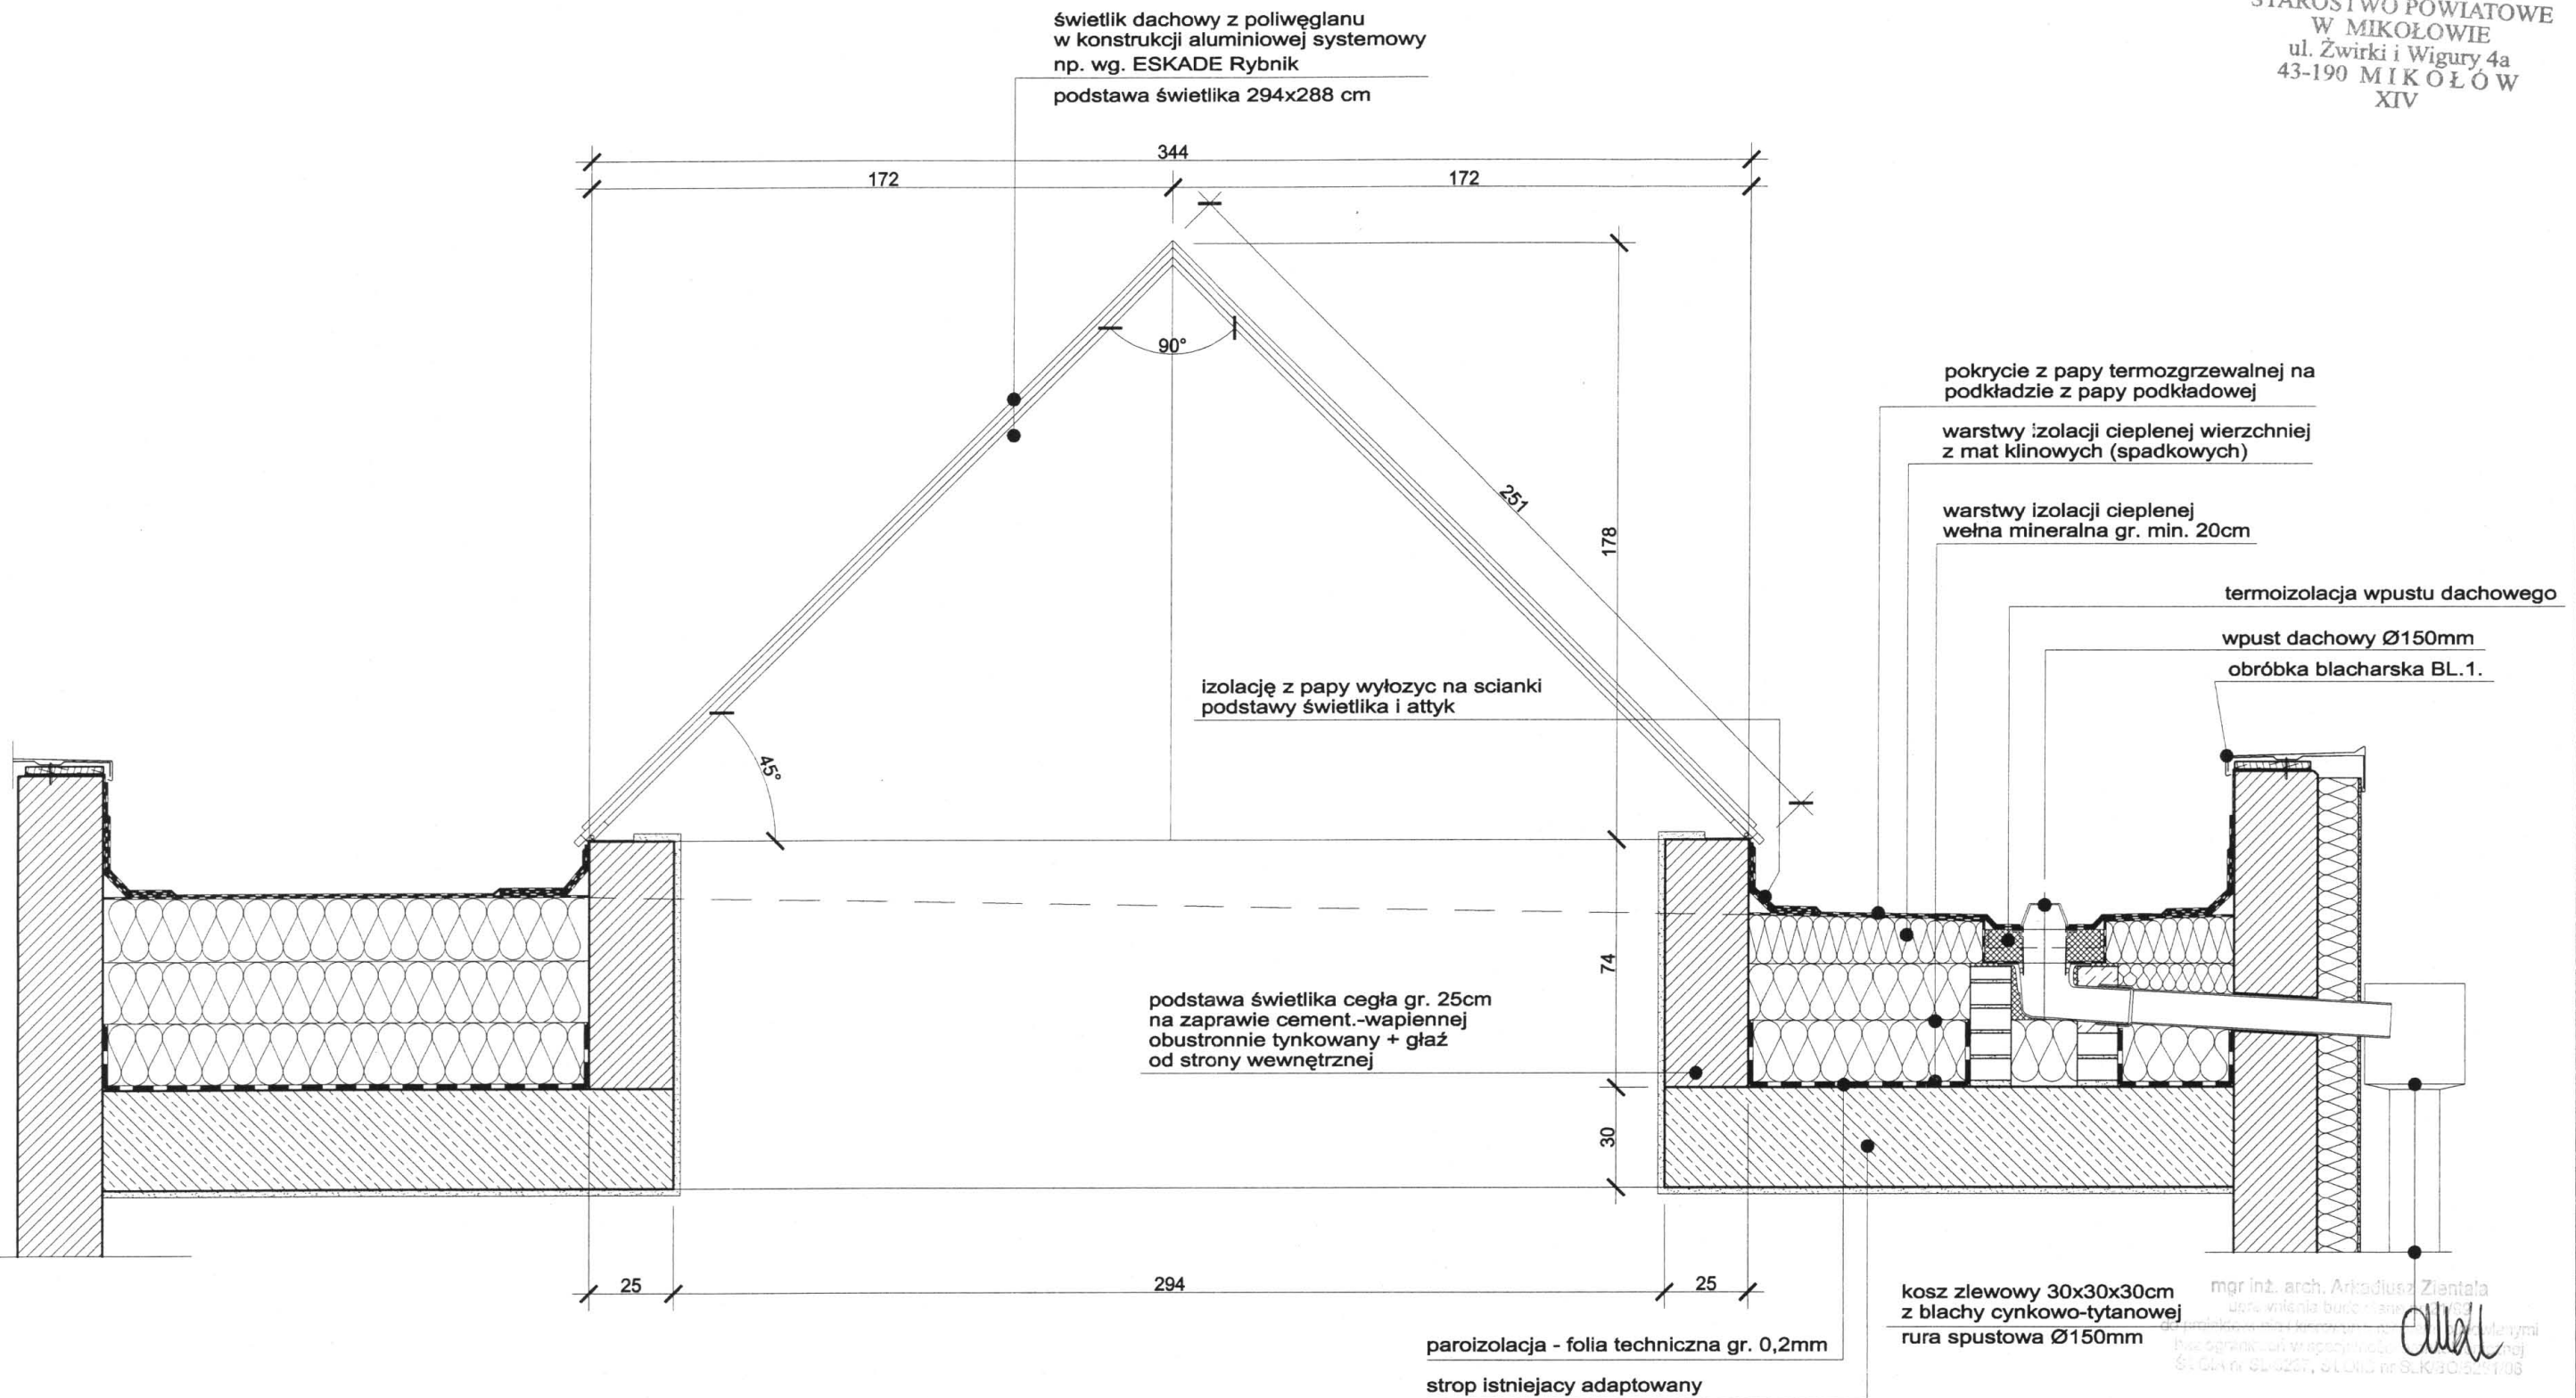 świetlik dachowy z poliwęglanu
w konstrukcji aluminiowej systemowy
np. wg. ESKADE Rybnik
podstawa świetlika 294x288 cm
STAROSTWO POWIATOWE
W MIKOŁOWIE
ul. Żwirki i Wigury 4a
43-190 MIKOŁÓW
XIV
344
172
172
90°
251
178
45°
pokrycie z papy termozgrzewalnej na
podkładzie z papy podkładowej
warstwy izolacji cieplenej wierzchniej
z mat klinowych (spadkowych)
warstwy izolacji cieplenej
wełna mineralna gr. min. 20cm
termoizolacja wpustu dachowego
wpust dachowy Ø150mm
obróbka blacharska BL.1.
izolację z papy wyłozyc na scianki
podstawy świetlika i attyk
74
podstawa świetlika cegła gr. 25cm
na zaprawie cement.-wapiennej
obustronnie tynkowany + głaź
od strony wewnętrznej
30
25
294
25
kosz zlewowy 30x30x30cm
z blachy cynkowo-tytanowej
rura spustowa Ø150mm
mgr inż. arch. Arkadiusz Zientala
paroizolacja - folia techniczna gr. 0,2mm
strop istniejacy adaptowany